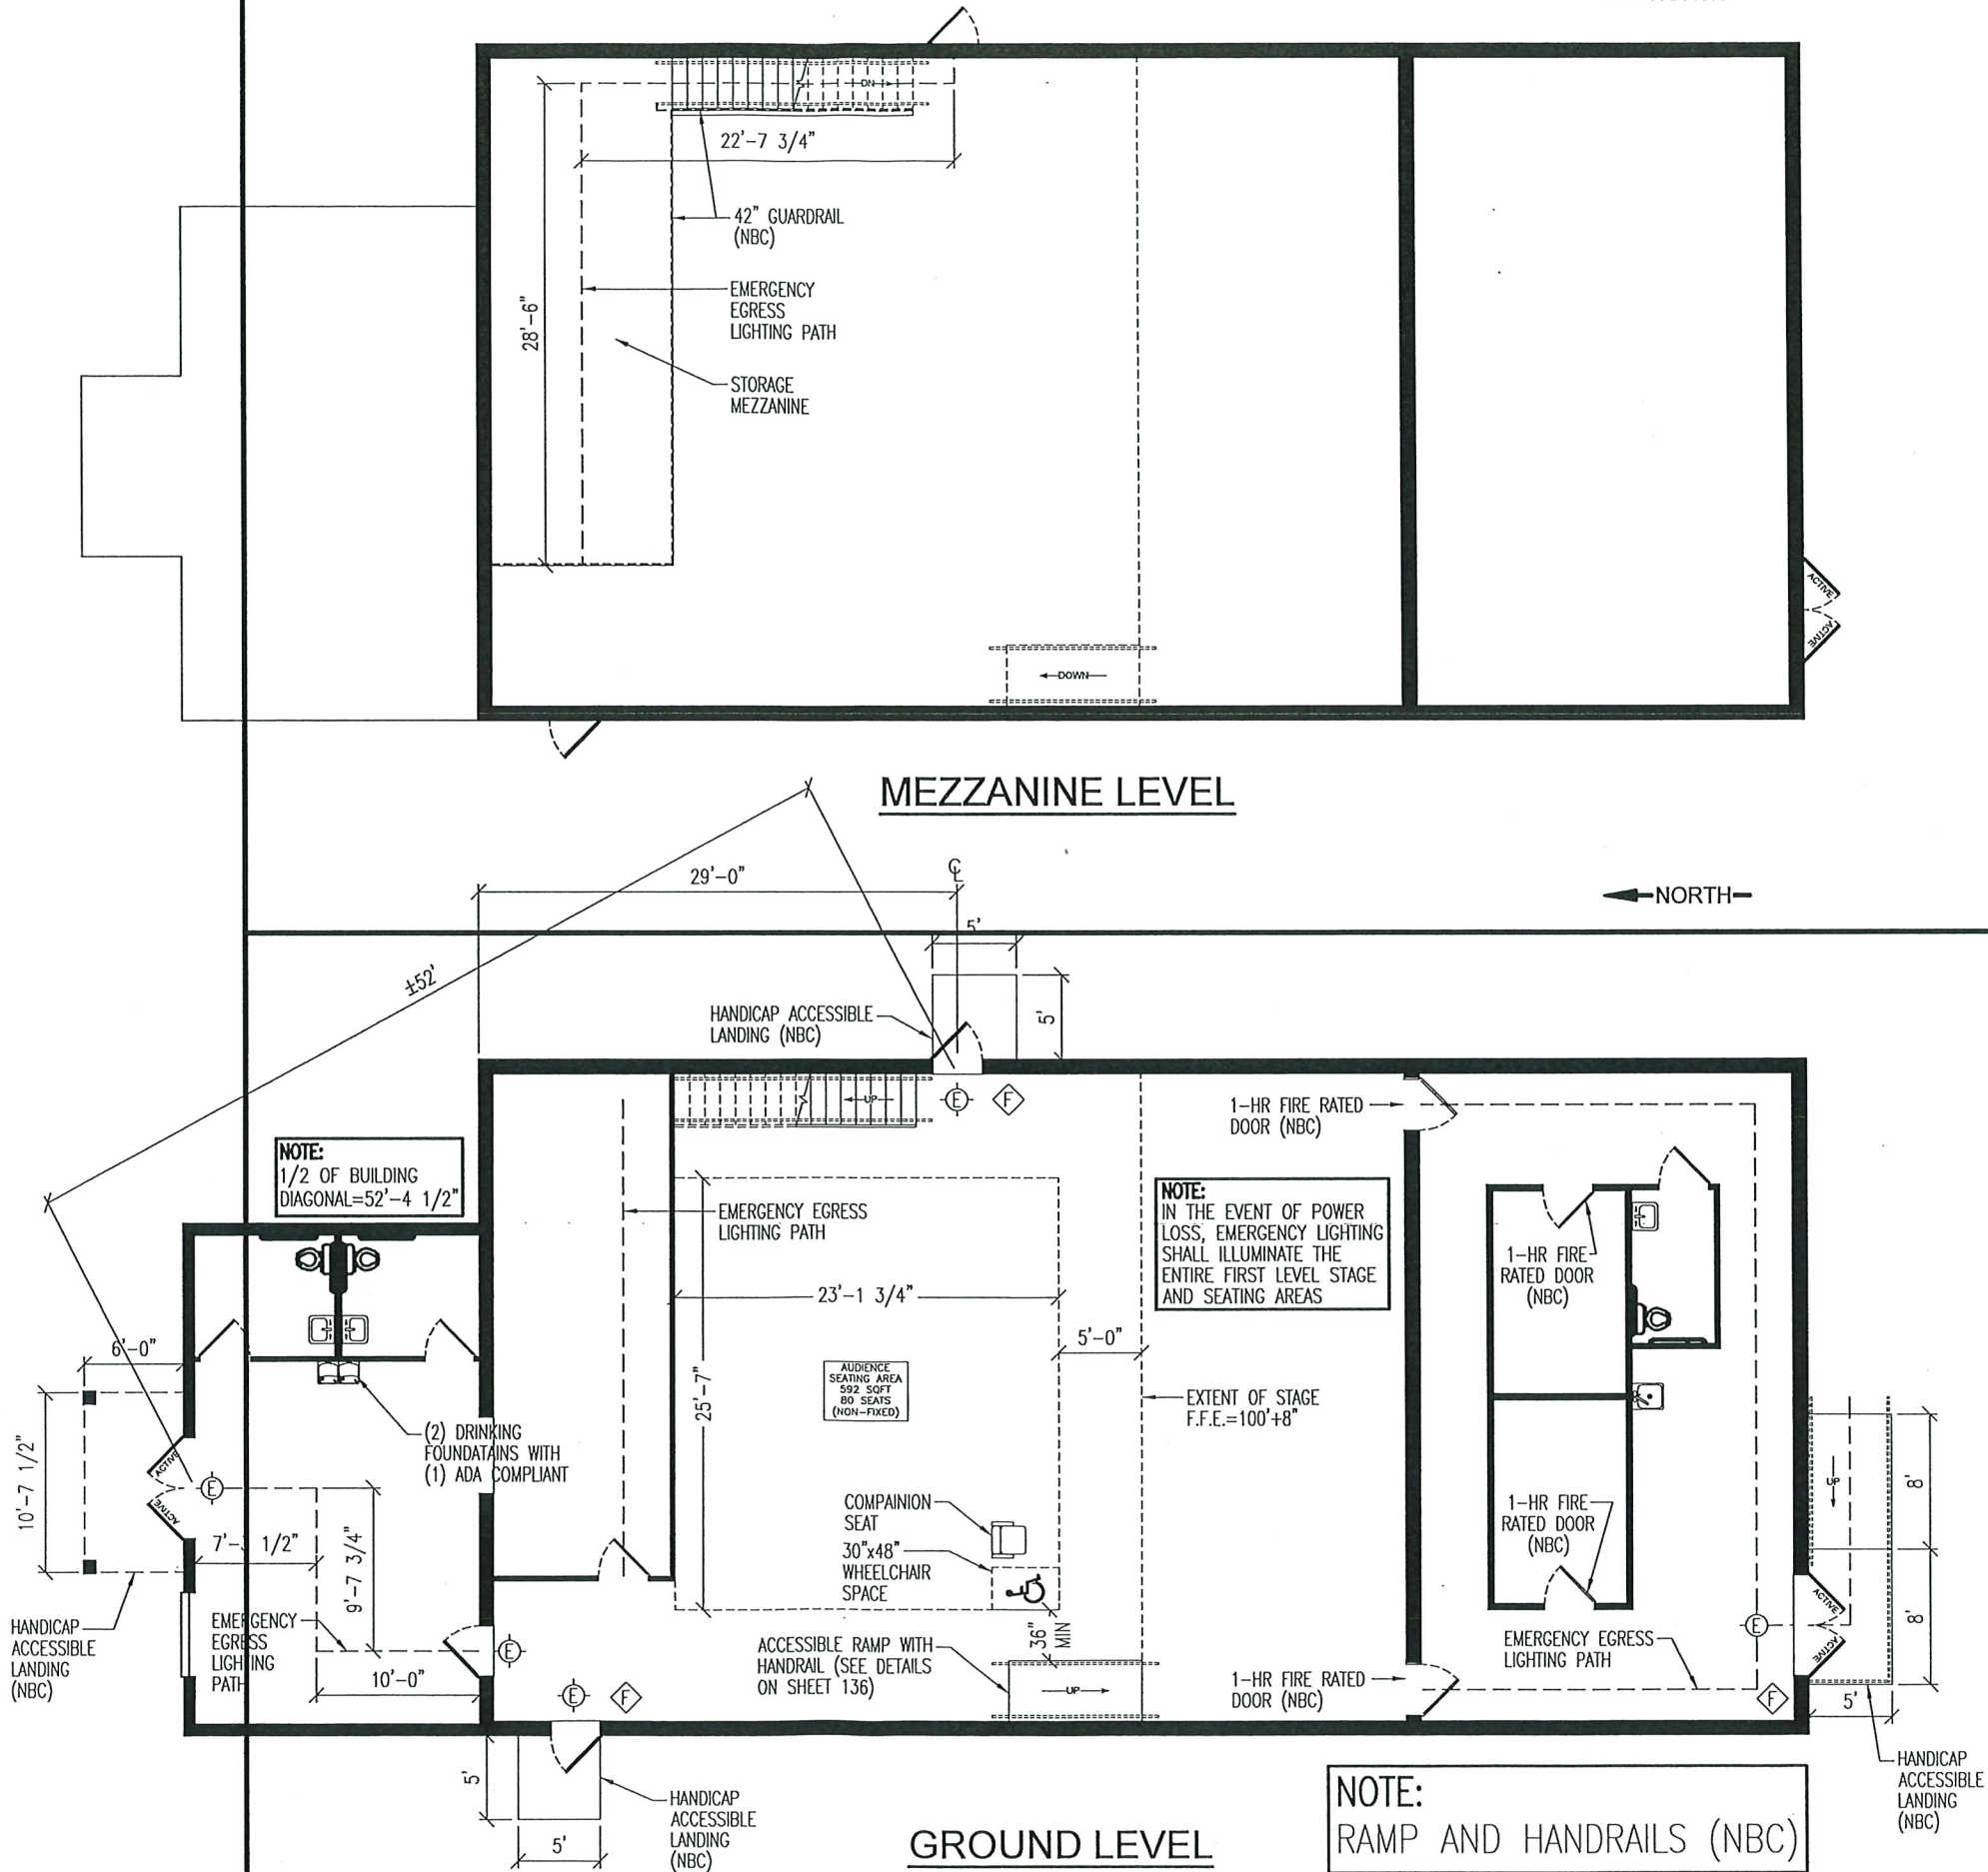 DN
22'-7 3/4"
42" GUARDRAIL
(NBC)
EMERGENCY
EGRESS
LIGHTING PATH
28'-6"
STORAGE
MEZZANINE
ACTIVE
ACTIVE
DOWN
MEZZANINE LEVEL
29'-0"
NORTH
5'
±52'
HANDICAP ACCESSIBLE
LANDING (NBC)
5'
UP
E
F
1-HR FIRE RATED
DOOR (NBC)
NOTE:
1/2 OF BUILDING
DIAGONAL=52'-4 1/2"
EMERGENCY EGRESS
LIGHTING PATH
NOTE:
IN THE EVENT OF POWER
LOSS, EMERGENCY LIGHTING
SHALL ILLUMINATE THE
ENTIRE FIRST LEVEL STAGE
AND SEATING AREAS
1-HR FIRE
RATED DOOR
(NBC)
23'-1 3/4"
5'-0"
6'-0"
25'-7"
AUDIENCE
SEATING AREA
592 SQFT
80 SEATS
(NON-FIXED)
EXTENT OF STAGE
F.F.E.=100'+8"
(2) DRINKING
FOUNDATAINS WITH
(1) ADA COMPLIANT
10'-7 1/2"
ACTIVE
ACTIVE
E
UP
8'
COMPAINION
SEAT
30"x48"
WHEELCHAIR
SPACE
1-HR FIRE
RATED DOOR
(NBC)
1/2"
9'-7 3/4"
8'
ACTIVE
ACTIVE
E
HANDICAP
ACCESSIBLE
LANDING
(NBC)
EMERGENCY
EGRESS
LIGHTING
PATH
E
36"
MIN
10'-0"
ACCESSIBLE RAMP WITH
HANDRAIL (SEE DETAILS
ON SHEET 136)
UP
1-HR FIRE RATED
DOOR (NBC)
EMERGENCY EGRESS
LIGHTING PATH
E
F
F
5'
5'
HANDICAP
ACCESSIBLE
LANDING
(NBC)
5'
HANDICAP
ACCESSIBLE
LANDING
(NBC)
GROUND LEVEL
NOTE:
RAMP AND HANDRAILS (NBC)